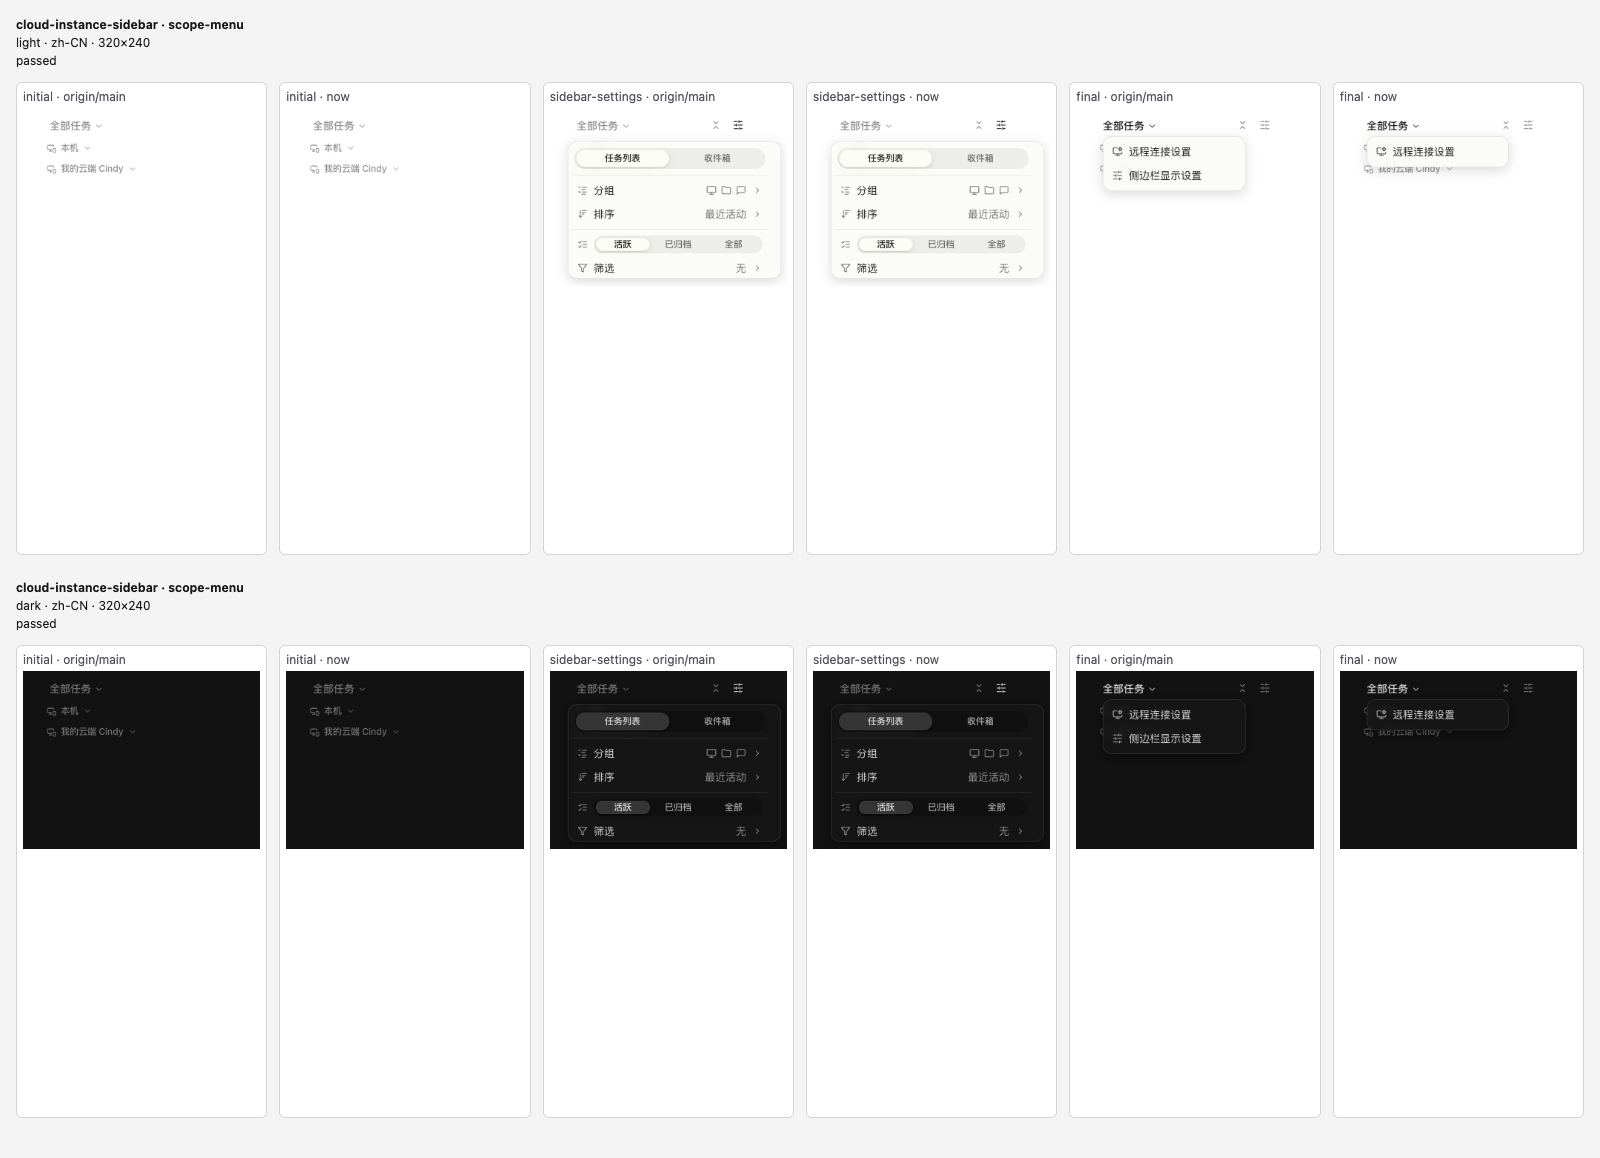 cloud-instance-sidebar · scope-menu
light · zh-CN · 320×240
passed
initial · origin/main
全部任务
本机
我的云端 Cindy
initial · now
全部任务
本机
我的云端 Cindy
sidebar-settings · origin/main
全部任务
任务列表 收件箱
分组
排序 最近活动
活跃 已归档 全部
筛选 无
sidebar-settings · now
全部任务
任务列表 收件箱
分组
排序 最近活动
活跃 已归档 全部
筛选 无
final · origin/main
全部任务
远程连接设置
侧边栏显示设置
final · now
全部任务
远程连接设置
我的云端 Cindy
cloud-instance-sidebar · scope-menu
dark · zh-CN · 320×240
passed
initial · origin/main
全部任务
本机
我的云端 Cindy
initial · now
全部任务
本机
我的云端 Cindy
sidebar-settings · origin/main
全部任务
任务列表 收件箱
分组
排序 最近活动
活跃 已归档 全部
筛选 无
sidebar-settings · now
全部任务
任务列表 收件箱
分组
排序 最近活动
活跃 已归档 全部
筛选 无
final · origin/main
全部任务
远程连接设置
侧边栏显示设置
final · now
全部任务
远程连接设置
我的云端 Cindy